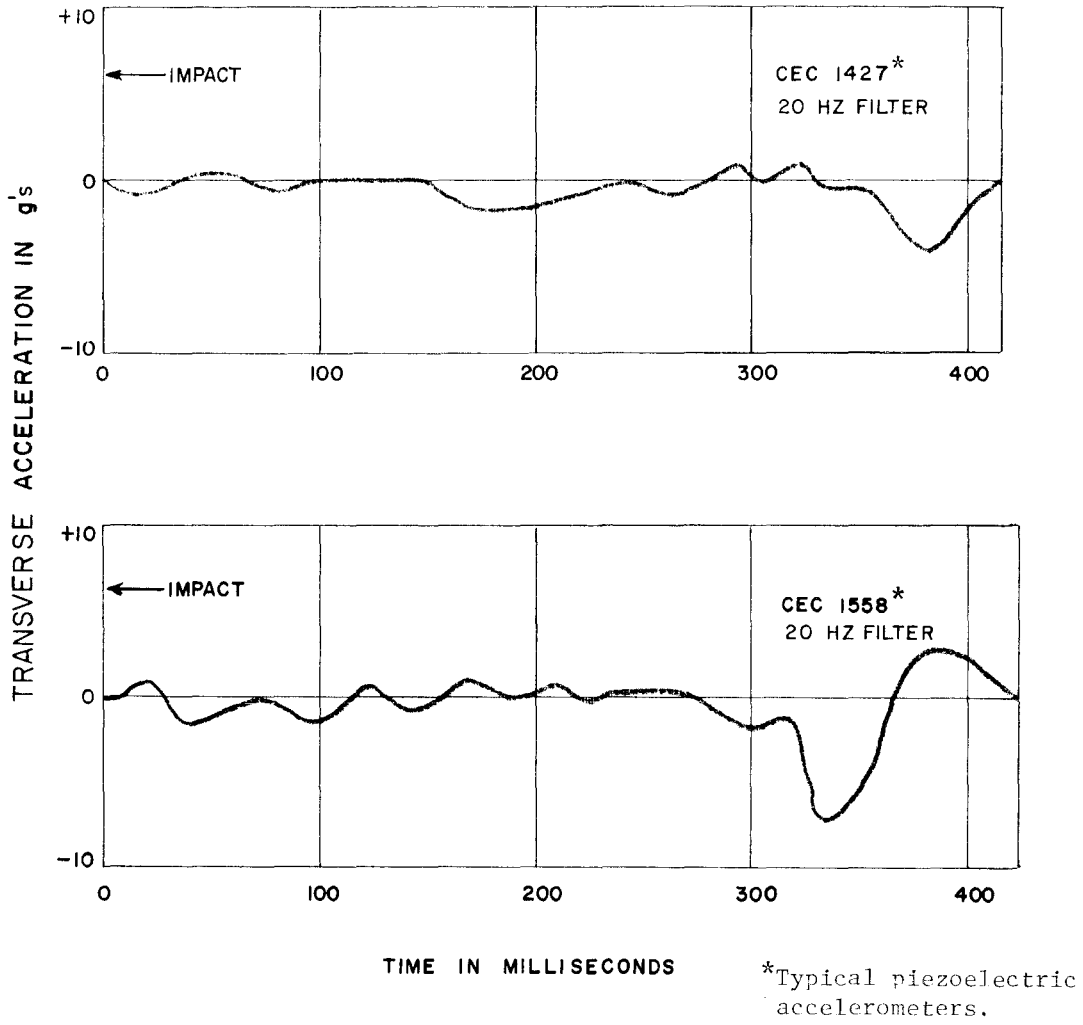 +10
IMPACT
CEC 1427*
20 HZ FILTER
0
-10
0 100 200 300 400
TRANSVERSE ACCELERATION IN g's
+10
IMPACT
CEC 1558*
20 HZ FILTER
0
-10
0 100 200 300 400
TIME IN MILLISECONDS
*Typical piezoelectric
accelerometers.